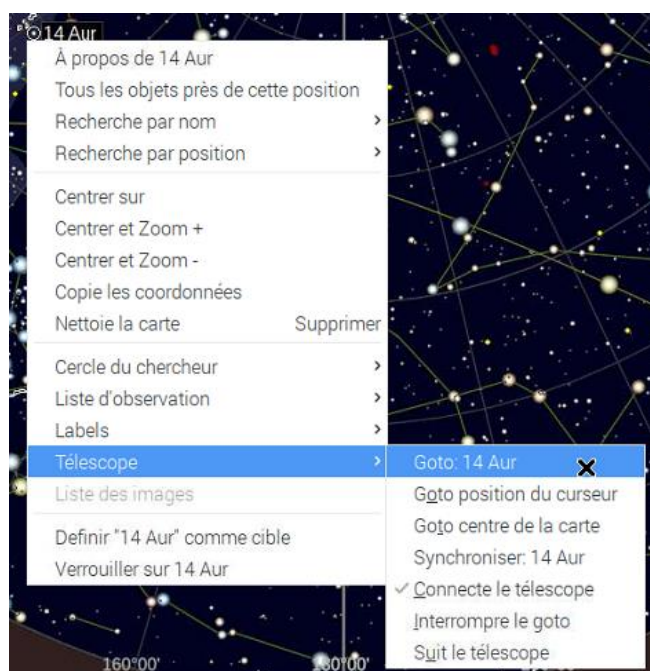 14 Aur
À propos de 14 Aur
Tous les objets près de cette position
Recherche par nom
Recherche par position
Centrer sur
Centrer et Zoom +
Centrer et Zoom -
Copie les coordonnées
Nettoie la carte Supprimer
Cercle du chercheur
Liste d'observation
Labels
Télescope
Liste des images
Definir "14 Aur" comme cible
Verrouiller sur 14 Aur
Goto: 14 Aur
Goto position du curseur
Goto centre de la carte
Synchroniser: 14 Aur
Connecte le télescope
Interrompre le goto
Suit le télescope
160°00'